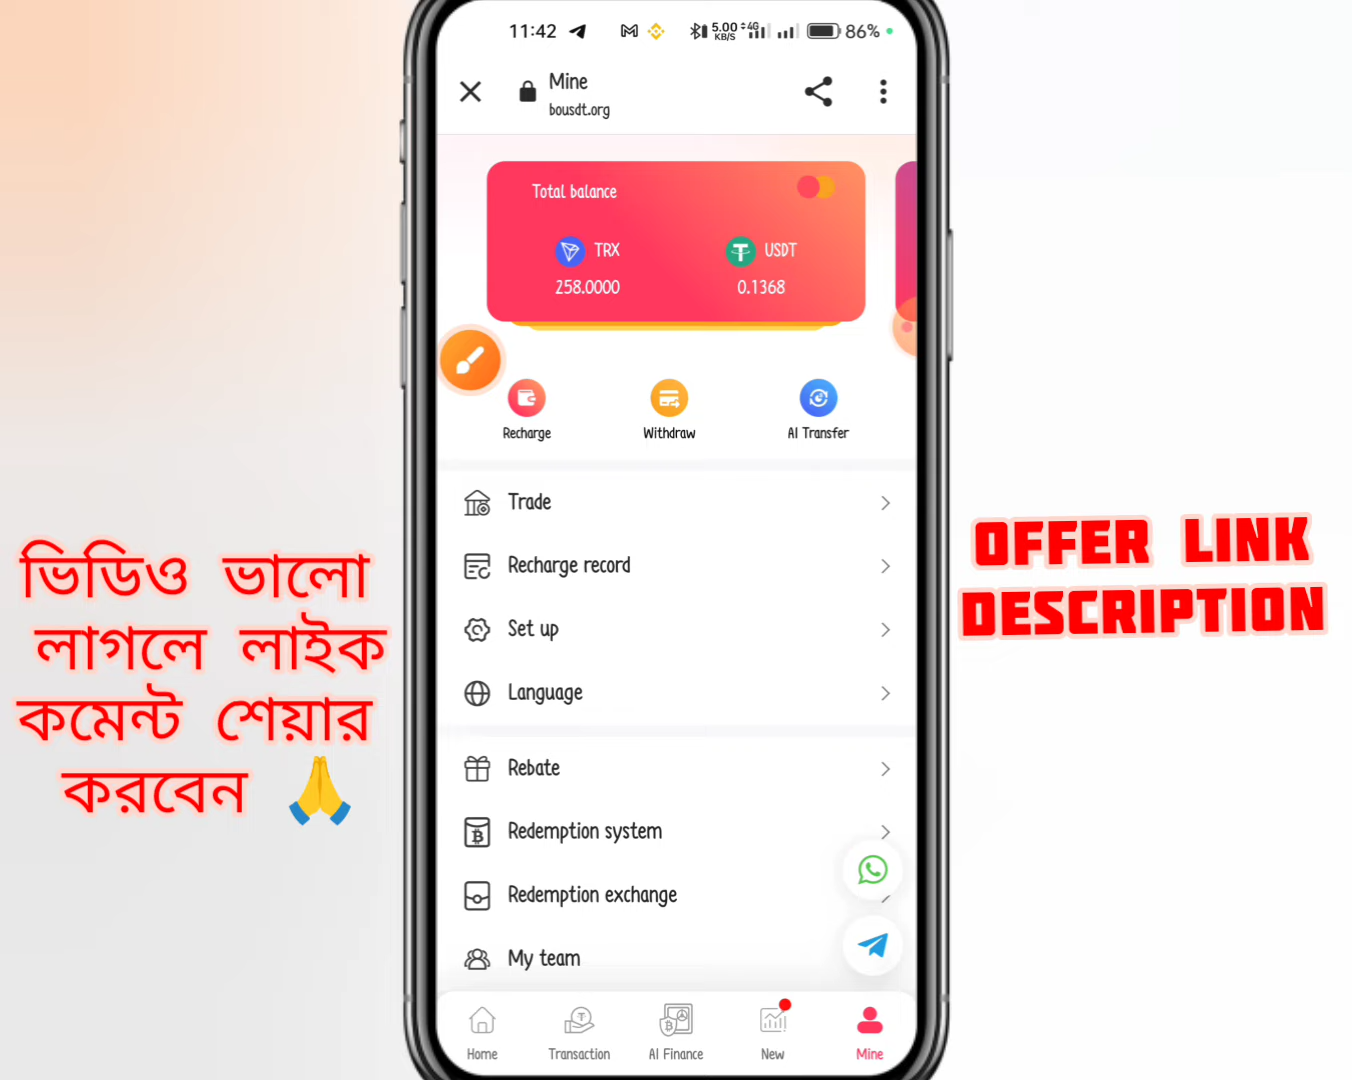 11:42
5.00 KB/S
4G
86%
Mine
bousdt.org
Total balance
TRX
USDT
258.0000
0.1368
Recharge
Withdraw
AI Transfer
Trade
Recharge record
Set up
Language
Rebate
Redemption system
Redemption exchange
My team
Home
Transaction
AI Finance
New
Mine
ভিডিও ভালো
লাগলে লাইক
কমেন্ট শেয়ার
করবেন 🙏
OFFER LINK
DESCRIPTION